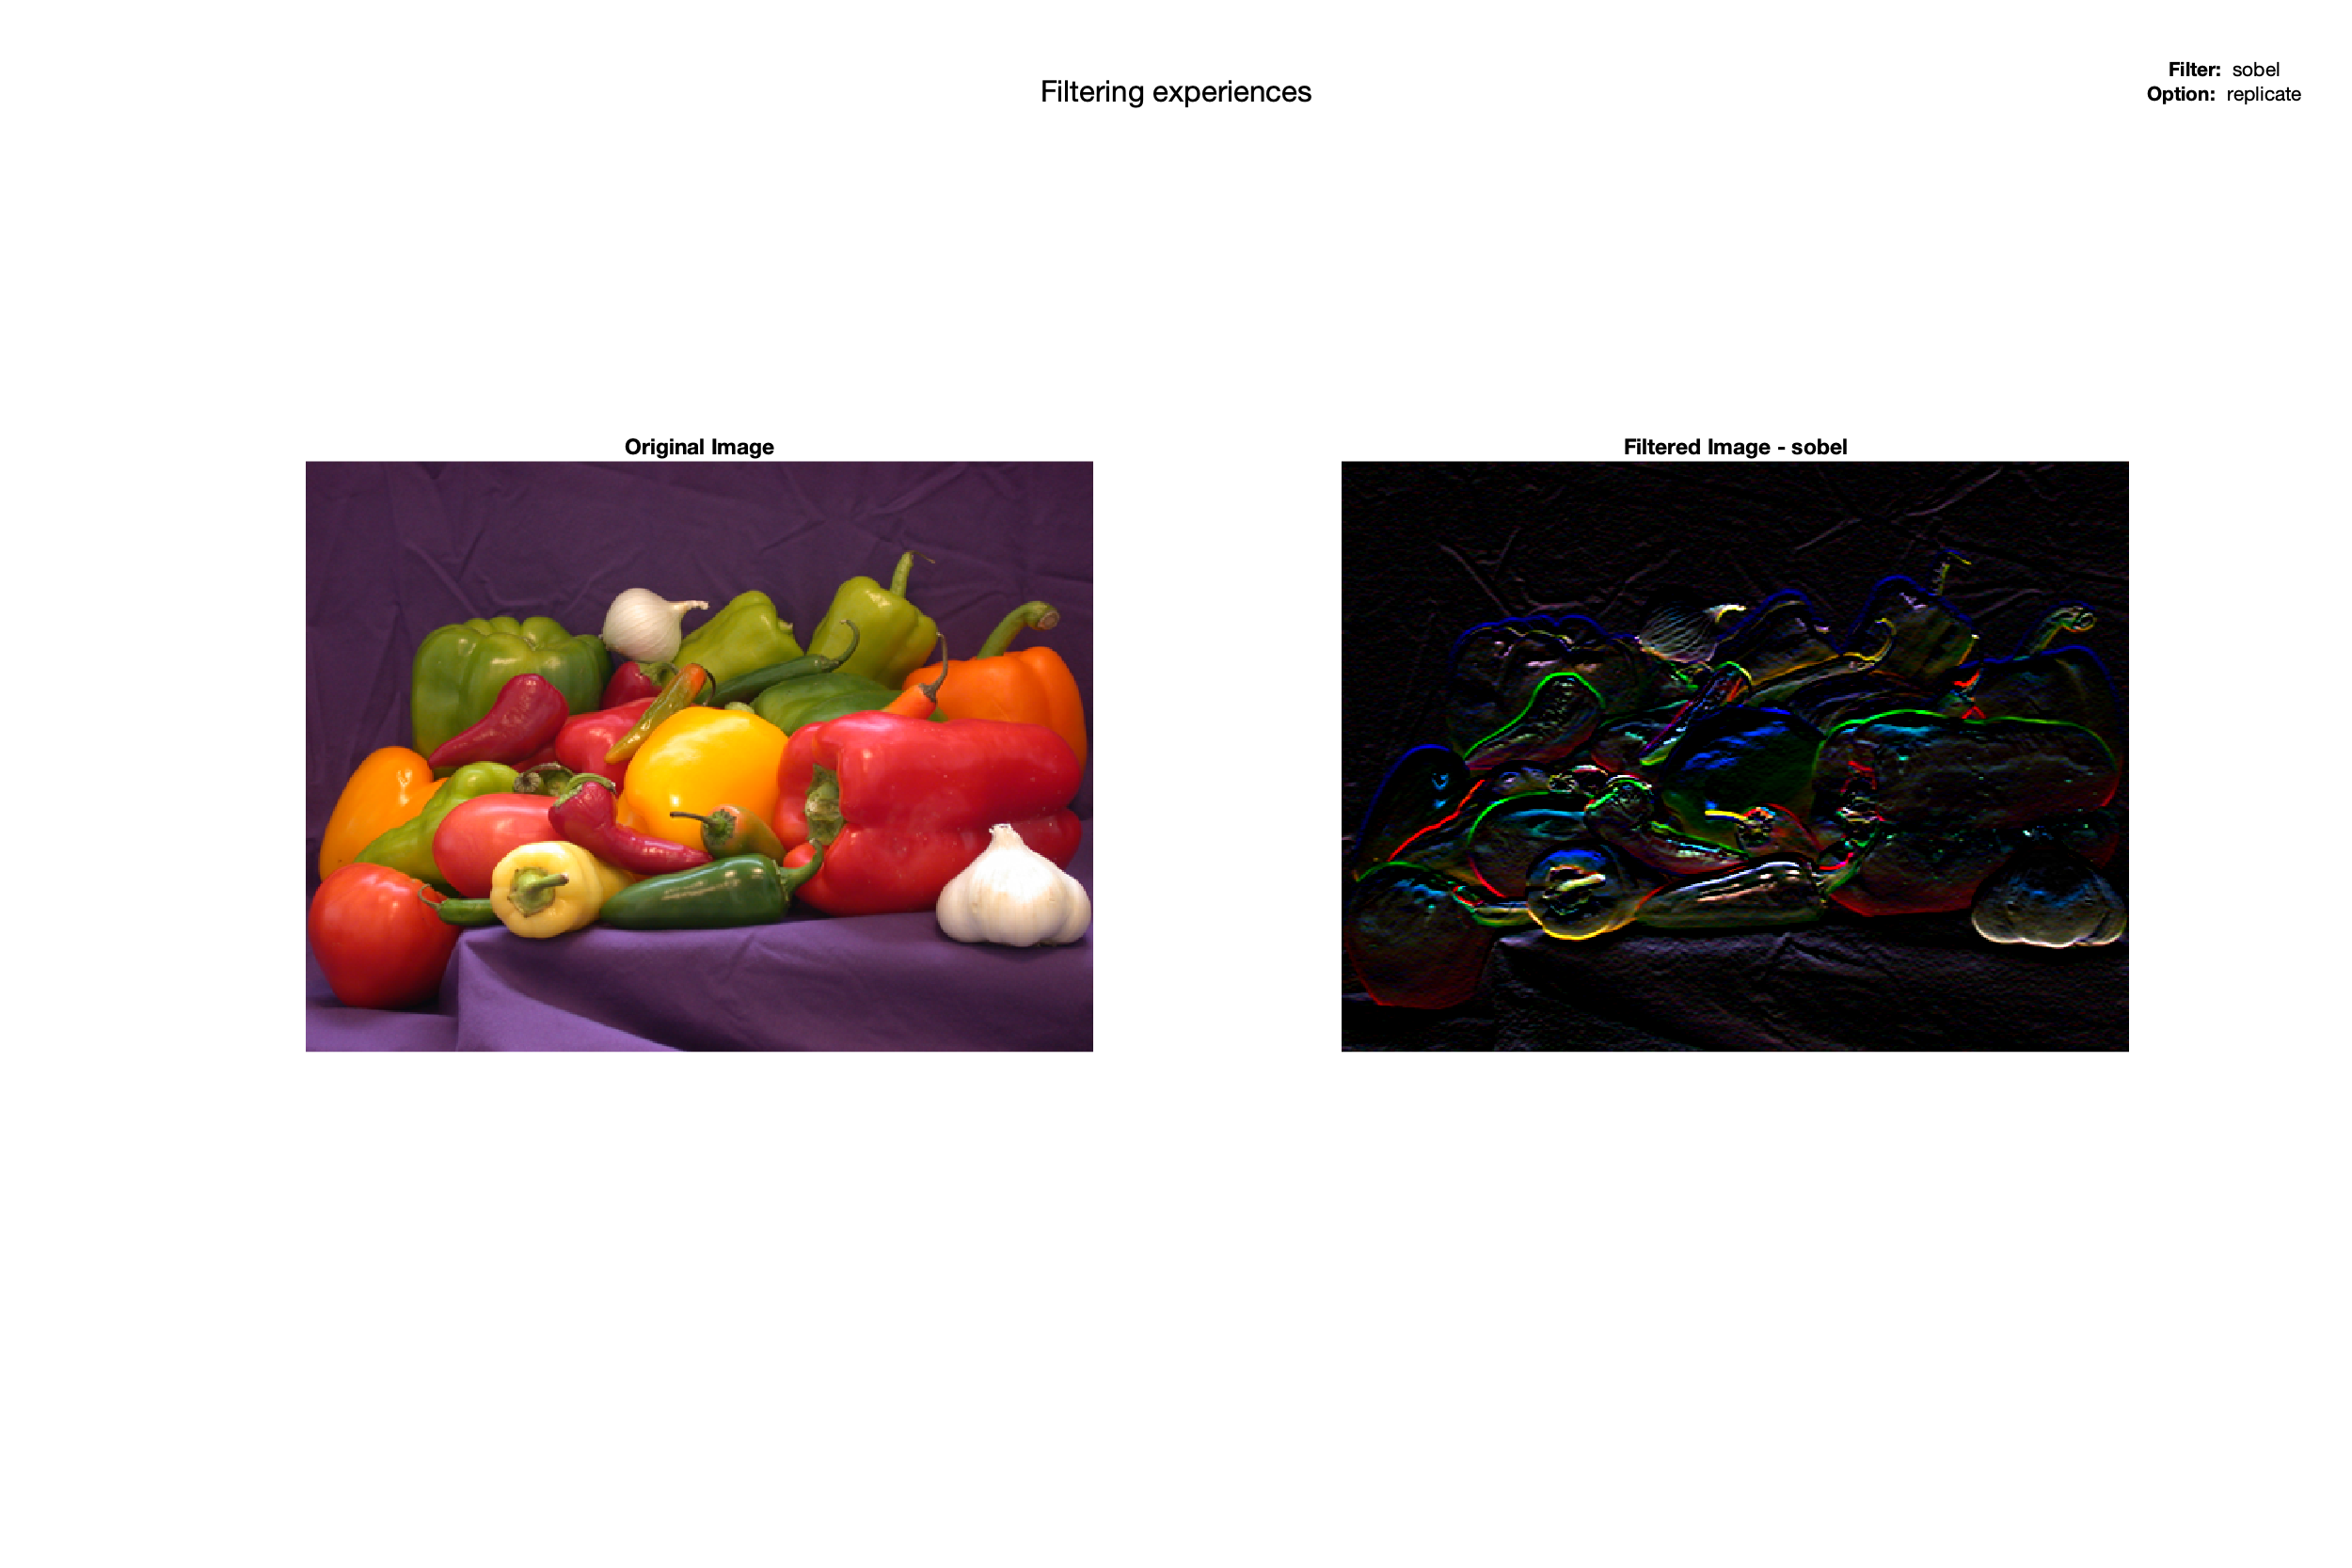 Filtering experiences
Filter: sobel
Option: replicate
Original Image
Filtered Image - sobel